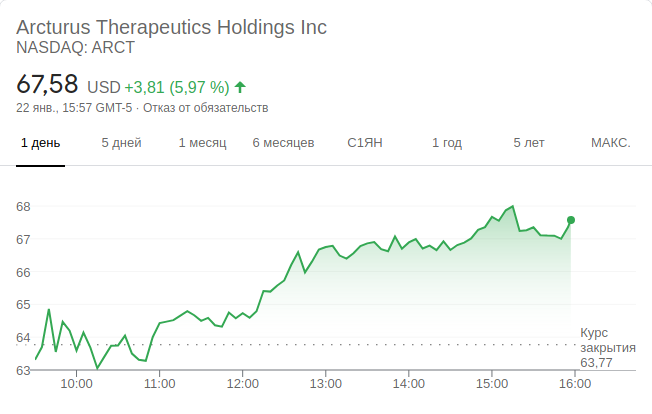 Arcturus Therapeutics Holdings Inc
NASDAQ: ARCT
67,58 USD +3,81 (5,97 %)
22 янв., 15:57 GMT-5 · Отказ от обязательств
1 день 5 дней 1 месяц 6 месяцев С1ЯН 1 год 5 лет МАКС.
68
67
66
65
64
63
Курс
закрытия
63,77
10:00 11:00 12:00 13:00 14:00 15:00 16:00